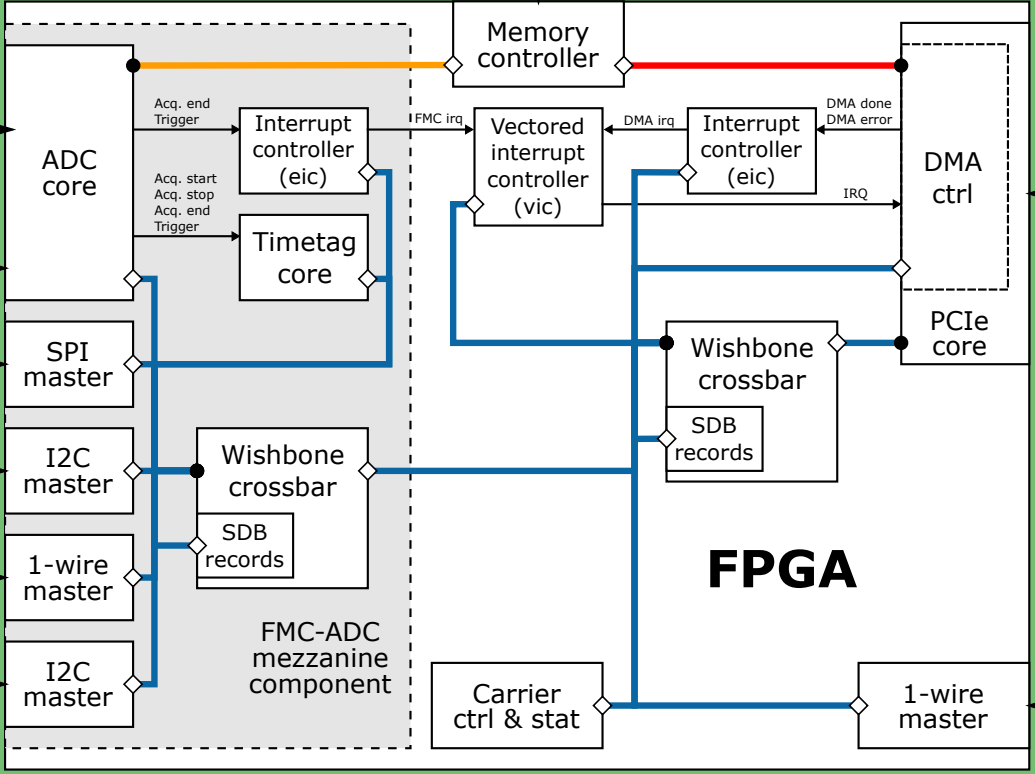 Memory
controller
ADC
core
Acq. end
Trigger
Interrupt
controller
(eic)
FMC irq
Vectored
interrupt
controller
(vic)
DMA irq
Interrupt
controller
(eic)
DMA done
DMA error
DMA
ctrl
IRQ
Acq. start
Acq. stop
Acq. end
Trigger
Timetag
core
PCIe
core
SPI
master
Wishbone
crossbar
SDB
records
I2C
master
Wishbone
crossbar
SDB
records
1-wire
master
FPGA
I2C
master
FMC-ADC
mezzanine
component
Carrier
ctrl & stat
1-wire
master